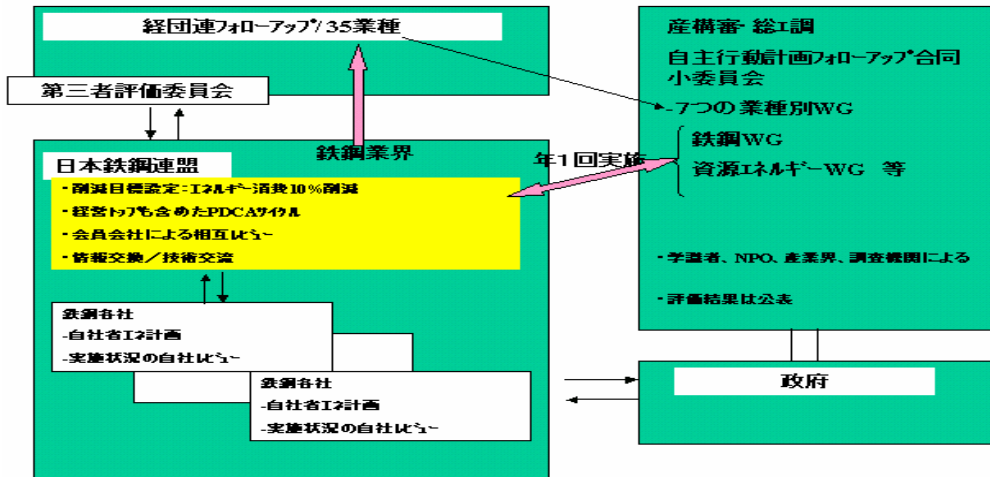 経団連フォローアップ/35業種
第三者評価委員会
鉄鋼業界
日本鉄鋼連盟
・削減目標設定:エネルギー消費10%削減
・経営トップも含めたPDCAサイクル
・会員会社による相互レビュー
・情報交換/技術交流
鉄鋼各社
-自社省エネ計画
-実施状況の自社レビュー
鉄鋼各社
-自社省エネ計画
-実施状況の自社レビュー
年1回実施
産構審・総エ調
自主行動計画フォローアップ合同
小委員会
-7つの業種別WG
鉄鋼WG
資源エネルギーWG 等
・学識者、NPO、産業界、調査機関による
・評価結果は公表
政府